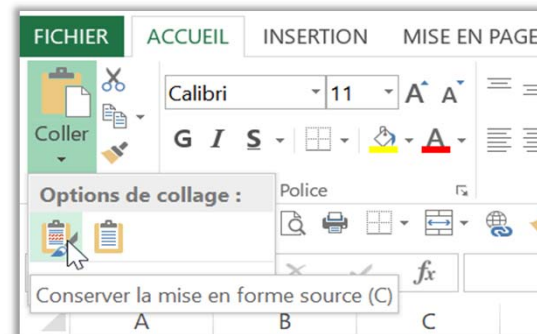 FICHIER ACCUEIL INSERTION MISE EN PAGE
Calibri 11 A A
Coller
G I S A
Options de collage :
Police
fx
Conserver la mise en forme source (C)
A B C